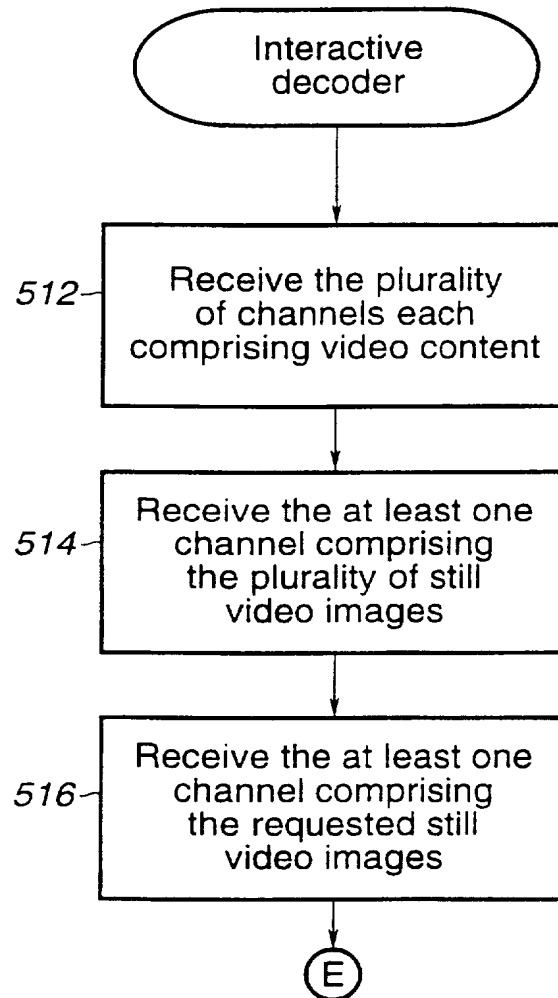 Interactive
decoder
512
Receive the plurality
of channels each
comprising video content
514
Receive the at least one
channel comprising
the plurality of still
video images
516
Receive the at least one
channel comprising
the requested still
video images
E